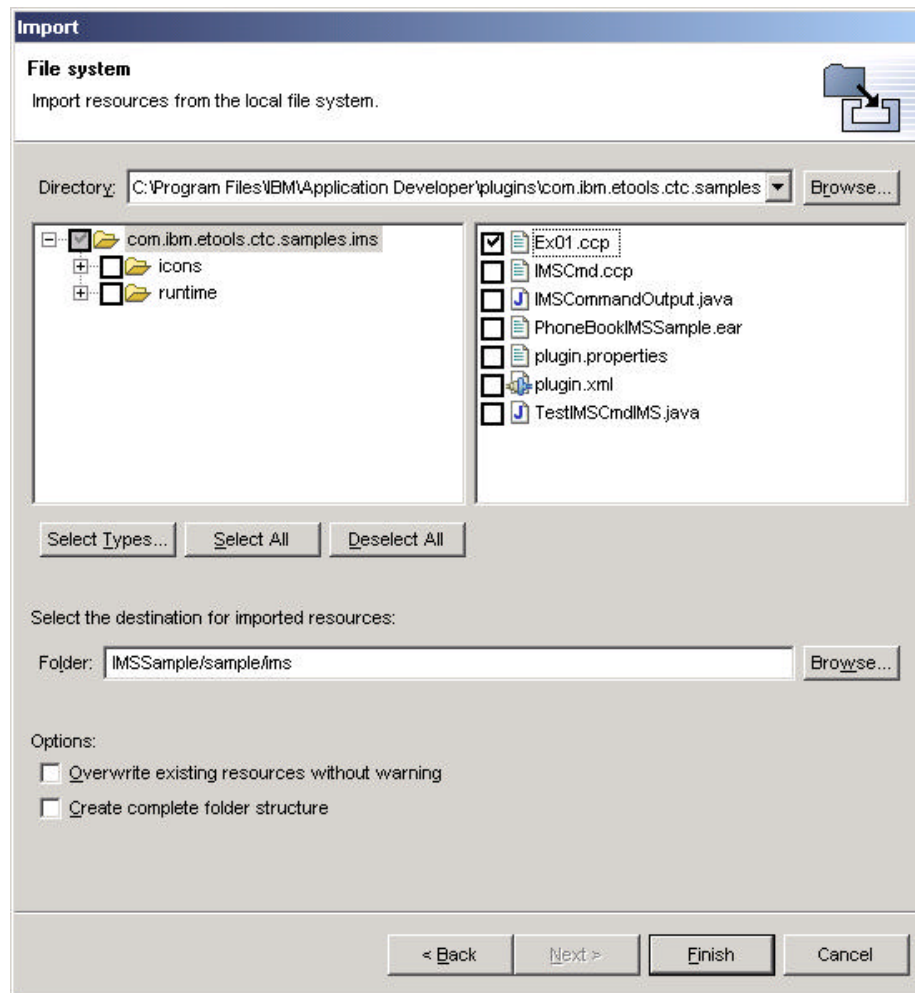 Import
File system
Import resources from the local file system.
Directory: C:\Program Files\IBM\Application Developer\plugins\com.ibm.etools.ctc.samples Browse...
com.ibm.etools.ctc.samples.ims
icons
runtime
Ex01.ccp
IMSCmd.ccp
IMSCommandOutput.java
PhoneBookIMSSample.ear
plugin.properties
plugin.xml
TestIMSCmdIMS.java
Select Types... Select All Deselect All
Select the destination for imported resources:
Folder: IMSSample/sample/ims Browse...
Options:
Overwrite existing resources without warning
Create complete folder structure
< Back Next > Finish Cancel